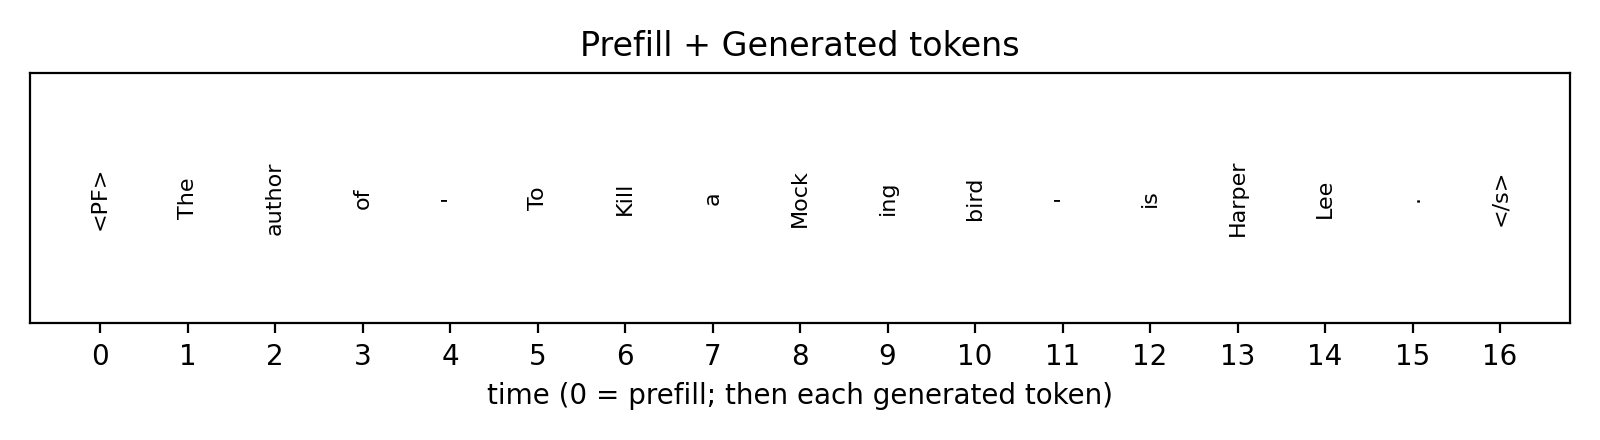 Prefill + Generated tokens
<PF> The author of ' To Kill a Mock ing bird ' is Harper Lee . </s>
0 1 2 3 4 5 6 7 8 9 10 11 12 13 14 15 16
time (0 = prefill; then each generated token)